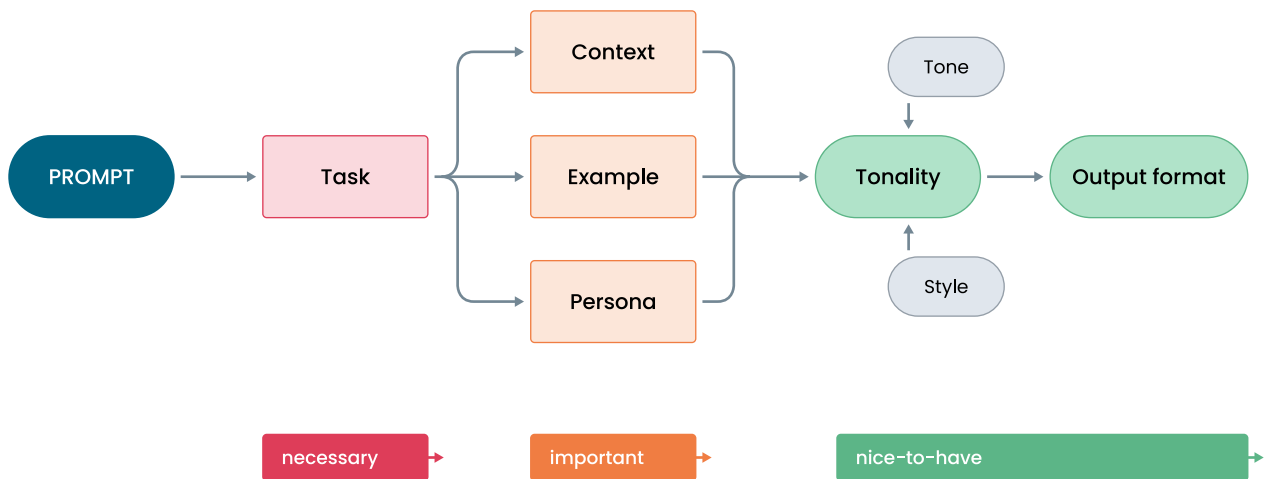 PROMPT
Task
Context
Example
Persona
Tone
Tonality
Style
Output format
necessary
important
nice-to-have